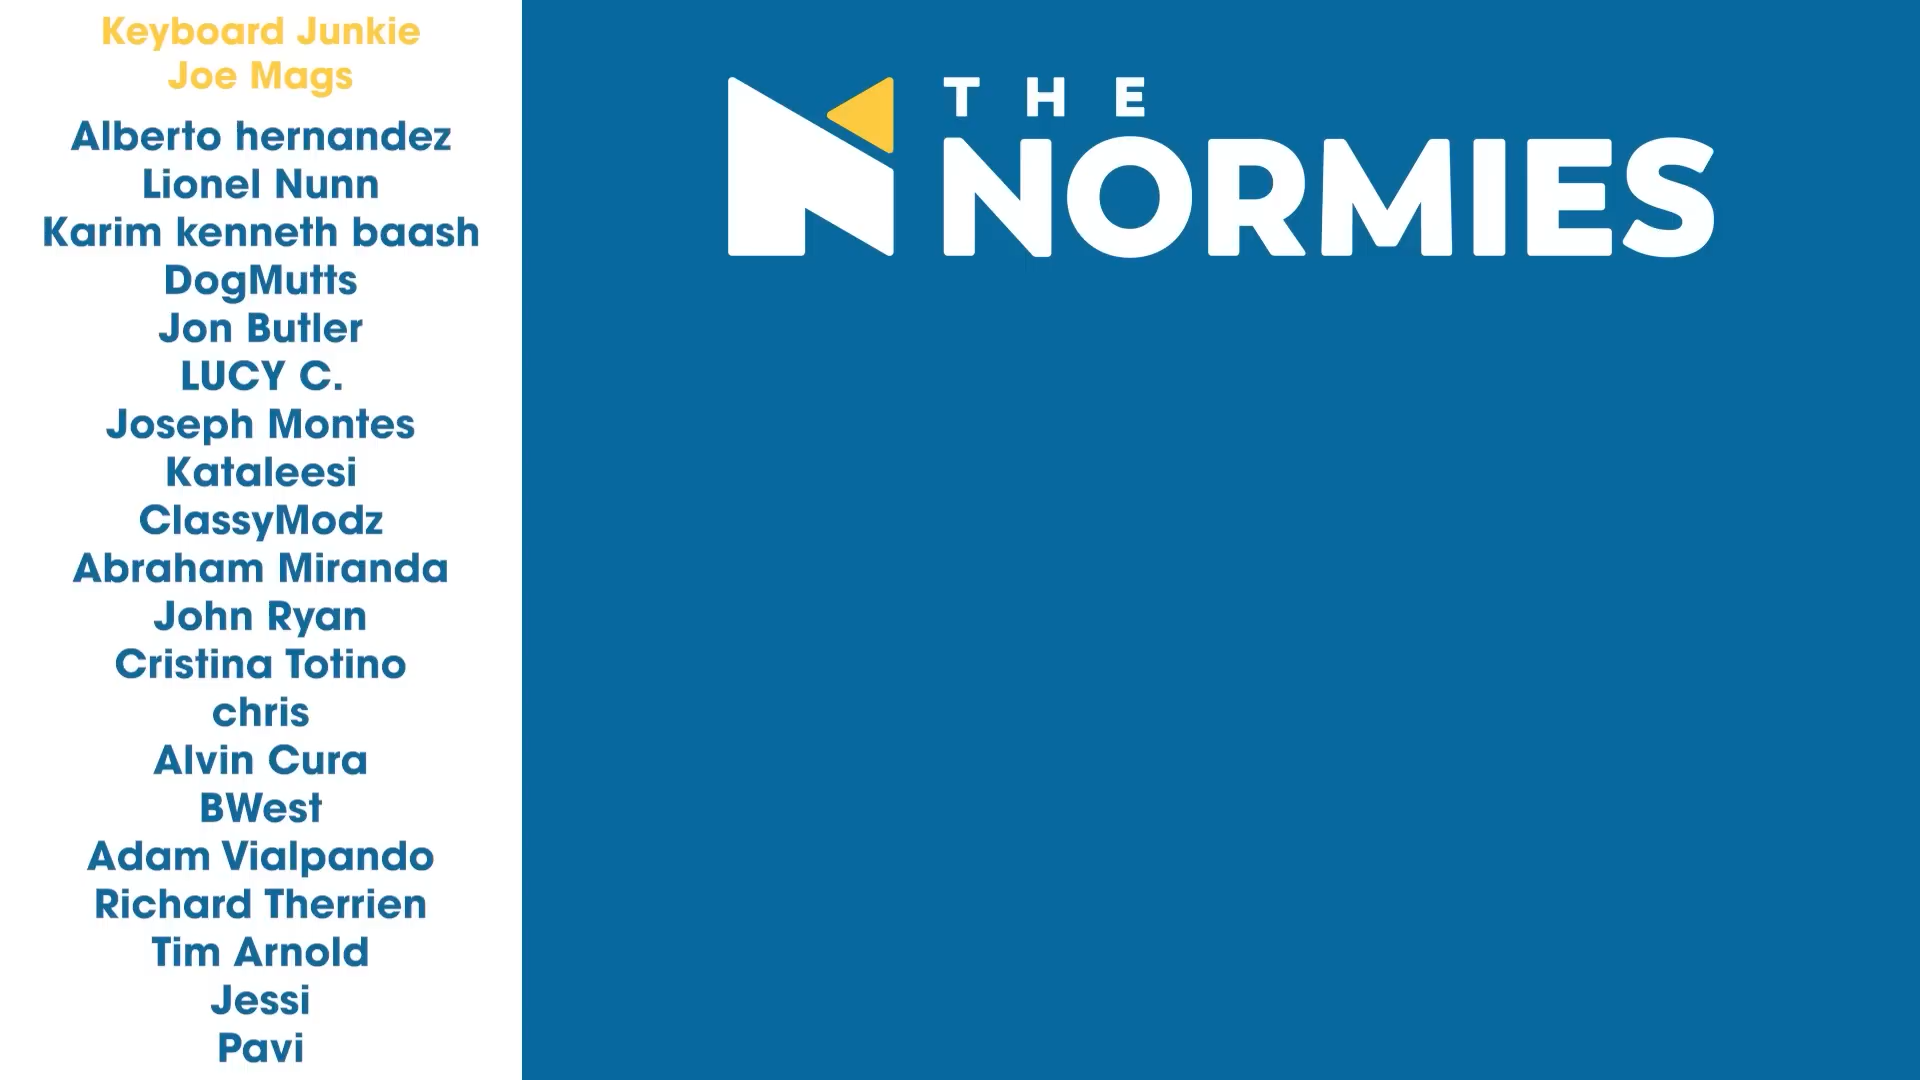 Keyboard Junkie
Joe Mags
Alberto hernandez
Lionel Nunn
Karim kenneth baash
DogMutts
Jon Butler
LUCY C.
Joseph Montes
Kataleesi
ClassyModz
Abraham Miranda
John Ryan
Cristina Totino
chris
Alvin Cura
BWest
Adam Vialpando
Richard Therrien
Tim Arnold
Jessi
Pavi
THE
NORMIES